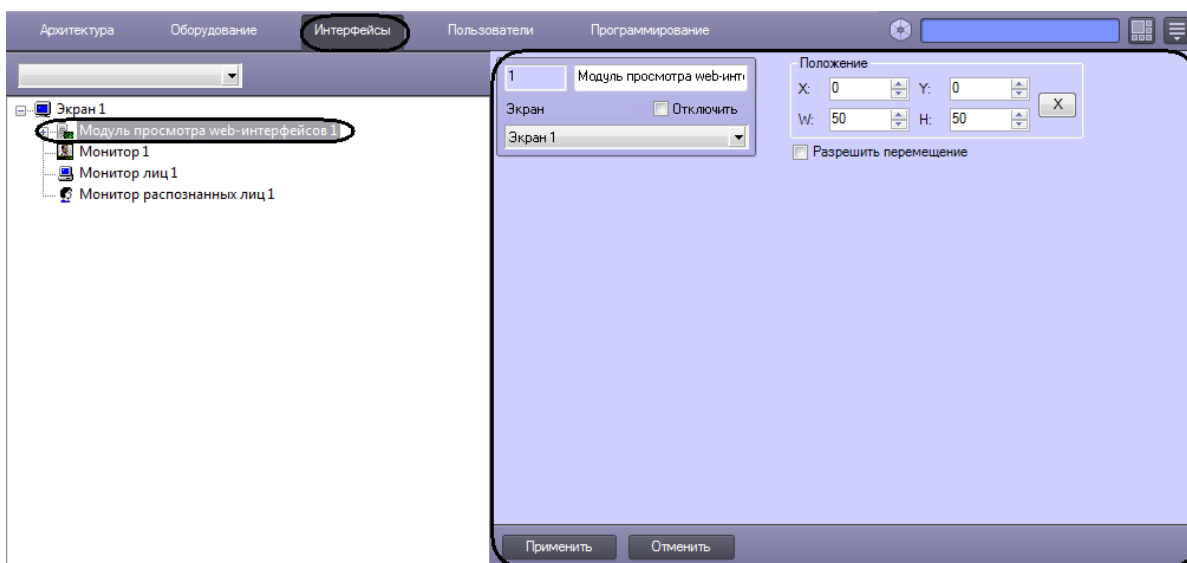 Архитектура Оборудование Интерфейсы Пользователи Программирование
Экран 1
Модуль просмотра web-интерфейсов 1
Монитор 1
Монитор лиц 1
Монитор распознанных лиц 1
1 Модуль просмотра web-инт
Экран Отключить
Экран 1
Положение
X: 0 Y: 0
W: 50 H: 50
X
Разрешить перемещение
Применить Отменить